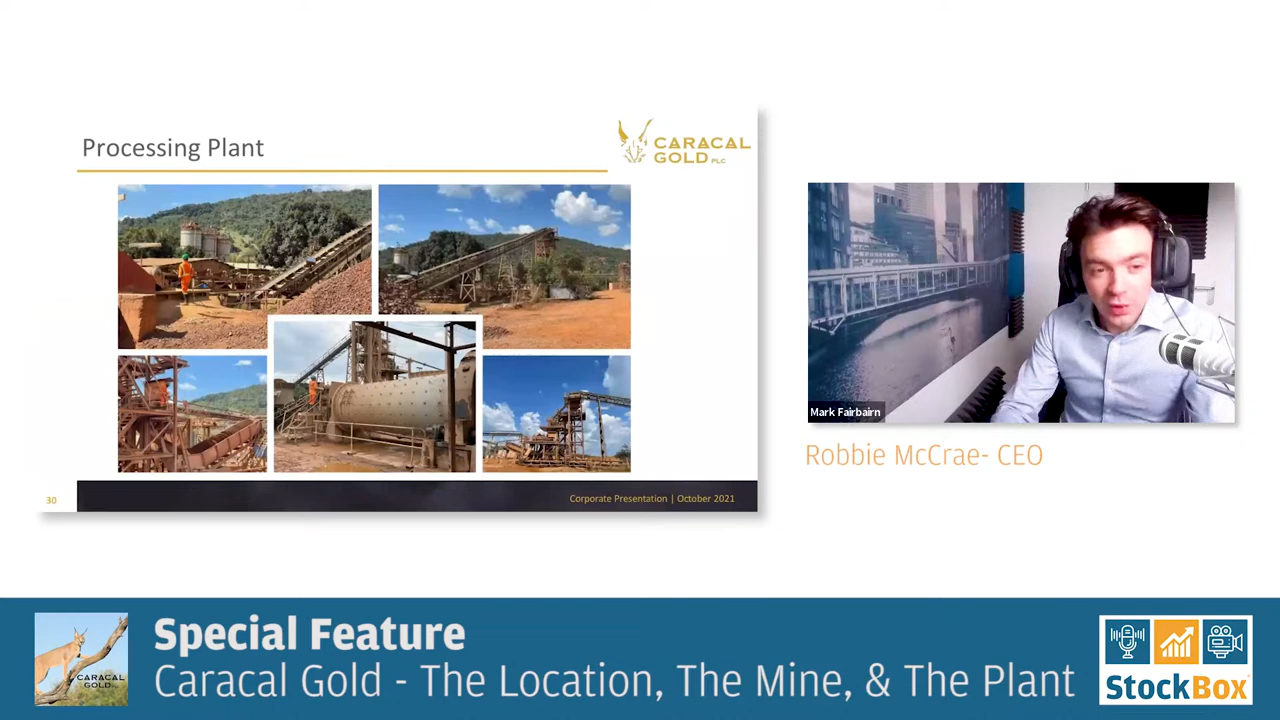 Processing Plant
CARACAL
GOLD PLC
30
Corporate Presentation | October 2021
Mark Fairbairn
Robbie McCrae- CEO
CARACAL
GOLD
Special Feature
Caracal Gold - The Location, The Mine, & The Plant
StockBox